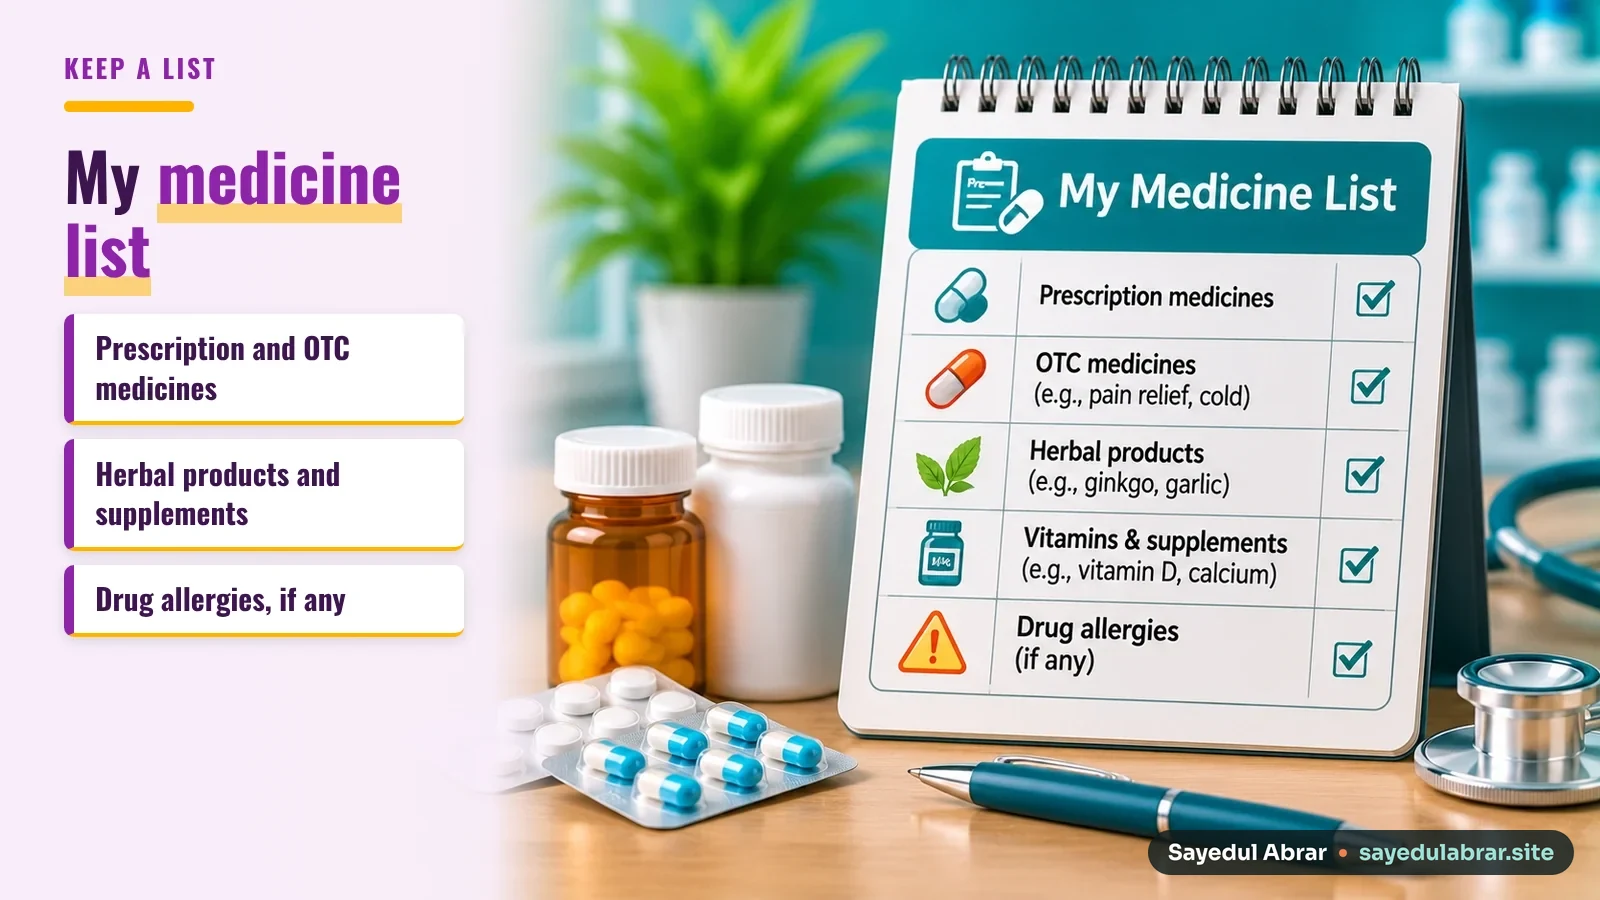 KEEP A LIST
My medicine
list
Prescription and OTC
medicines
Herbal products and
supplements
Drug allergies, if any
My Medicine List
Prescription medicines
OTC medicines
(e.g., pain relief, cold)
Herbal products
(e.g., ginkgo, garlic)
Vitamins & supplements
(e.g., vitamin D, calcium)
Drug allergies
(if any)
Sayedul Abrar • sayedulabrar.site